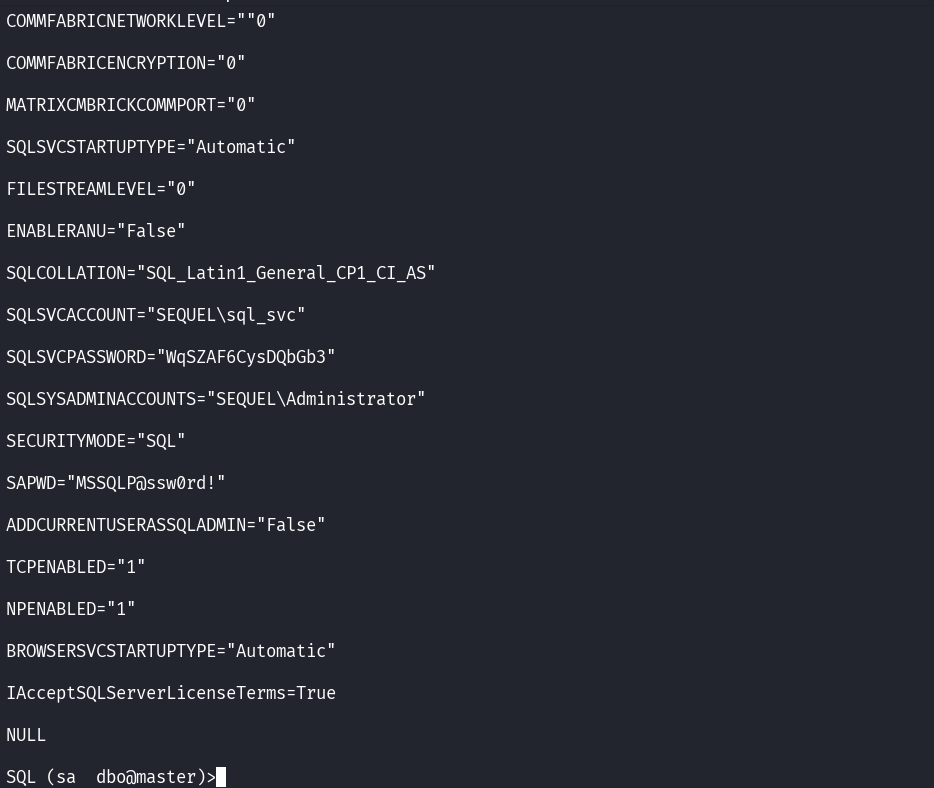 COMMFABRICNETWORKLEVEL=""0"
COMMFABRICENCRYPTION="0"
MATRIXCMBRICKCOMMPORT="0"
SQLSVCSTARTUPTYPE="Automatic"
FILESTREAMLEVEL="0"
ENABLERANU="False"
SQLCOLLATION="SQL_Latin1_General_CP1_CI_AS"
SQLSVCACCOUNT="SEQUEL\sql_svc"
SQLSVCPASSWORD="WqSZAF6CysDQbGb3"
SQLSYSADMINACCOUNTS="SEQUEL\Administrator"
SECURITYMODE="SQL"
SAPWD="MSSQLP@ssw0rd!"
ADDCURRENTUSERASSQLADMIN="False"
TCPENABLED="1"
NPENABLED="1"
BROWSERSVCSTARTUPTYPE="Automatic"
IAcceptSQLServerLicenseTerms=True
NULL
SQL (sa  dbo@master)>